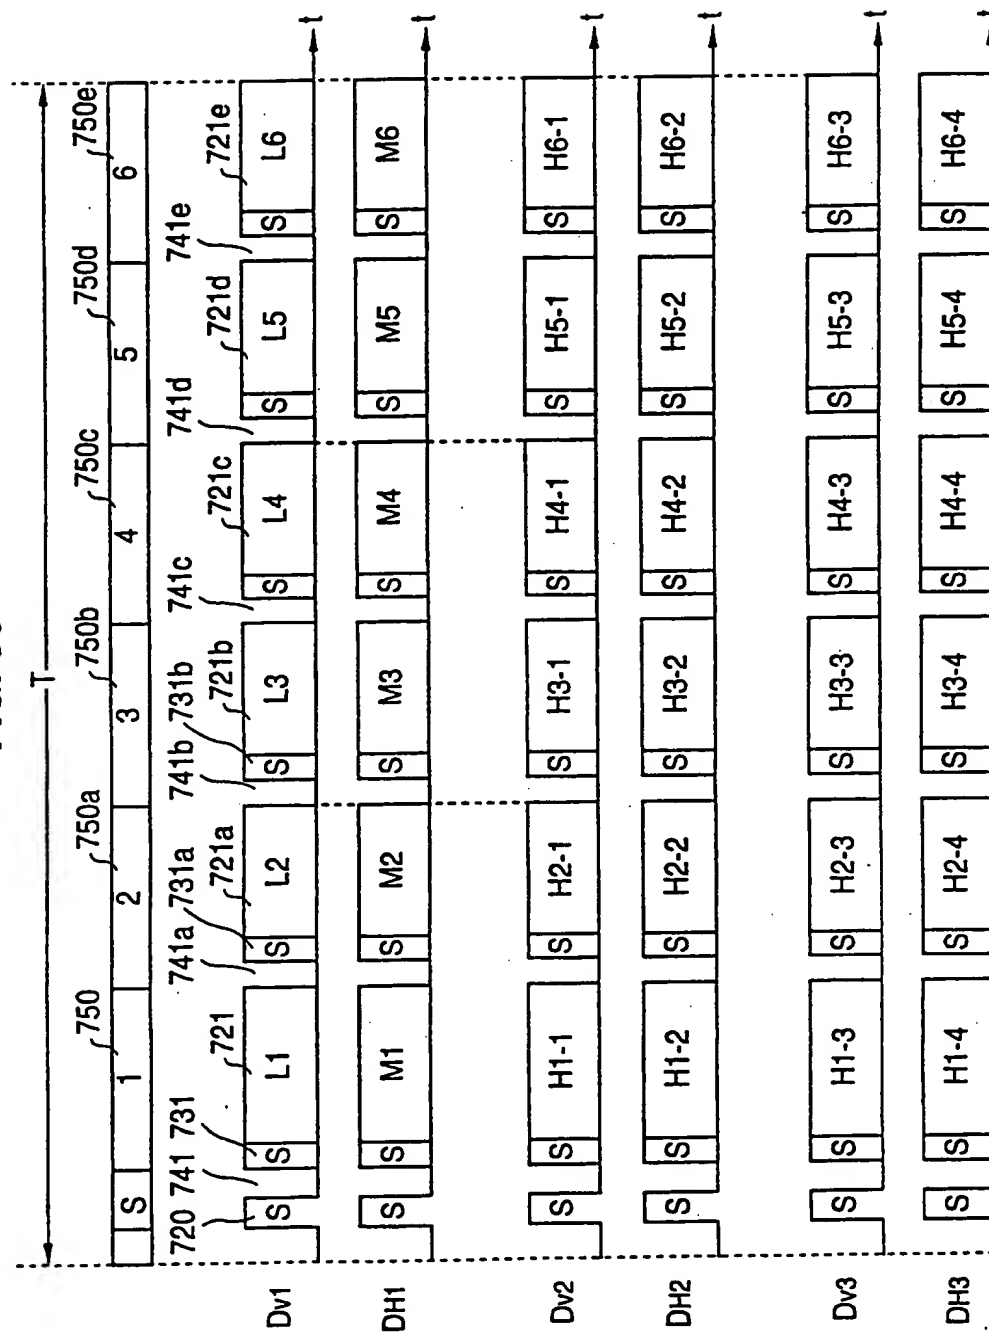 T
S 1 2 3 4 5 6
750 750a 750b 750c 750d 750e
720 741 731 721 741a 731a 721a 741b 731b 721b 741c 721c 741d 721d 741e 721e
Dv1 S S L1 S L2 S L3 S L4 S L5 S L6 t
DH1 S S M1 S M2 S M3 S M4 S M5 S M6 t
Dv2 S S H1-1 S H2-1 S H3-1 S H4-1 S H5-1 S H6-1 t
DH2 S S H1-2 S H2-2 S H3-2 S H4-2 S H5-2 S H6-2 t
Dv3 S S H1-3 S H2-3 S H3-3 S H4-3 S H5-3 S H6-3 t
DH3 S S H1-4 S H2-4 S H3-4 S H4-4 S H5-4 S H6-4 t